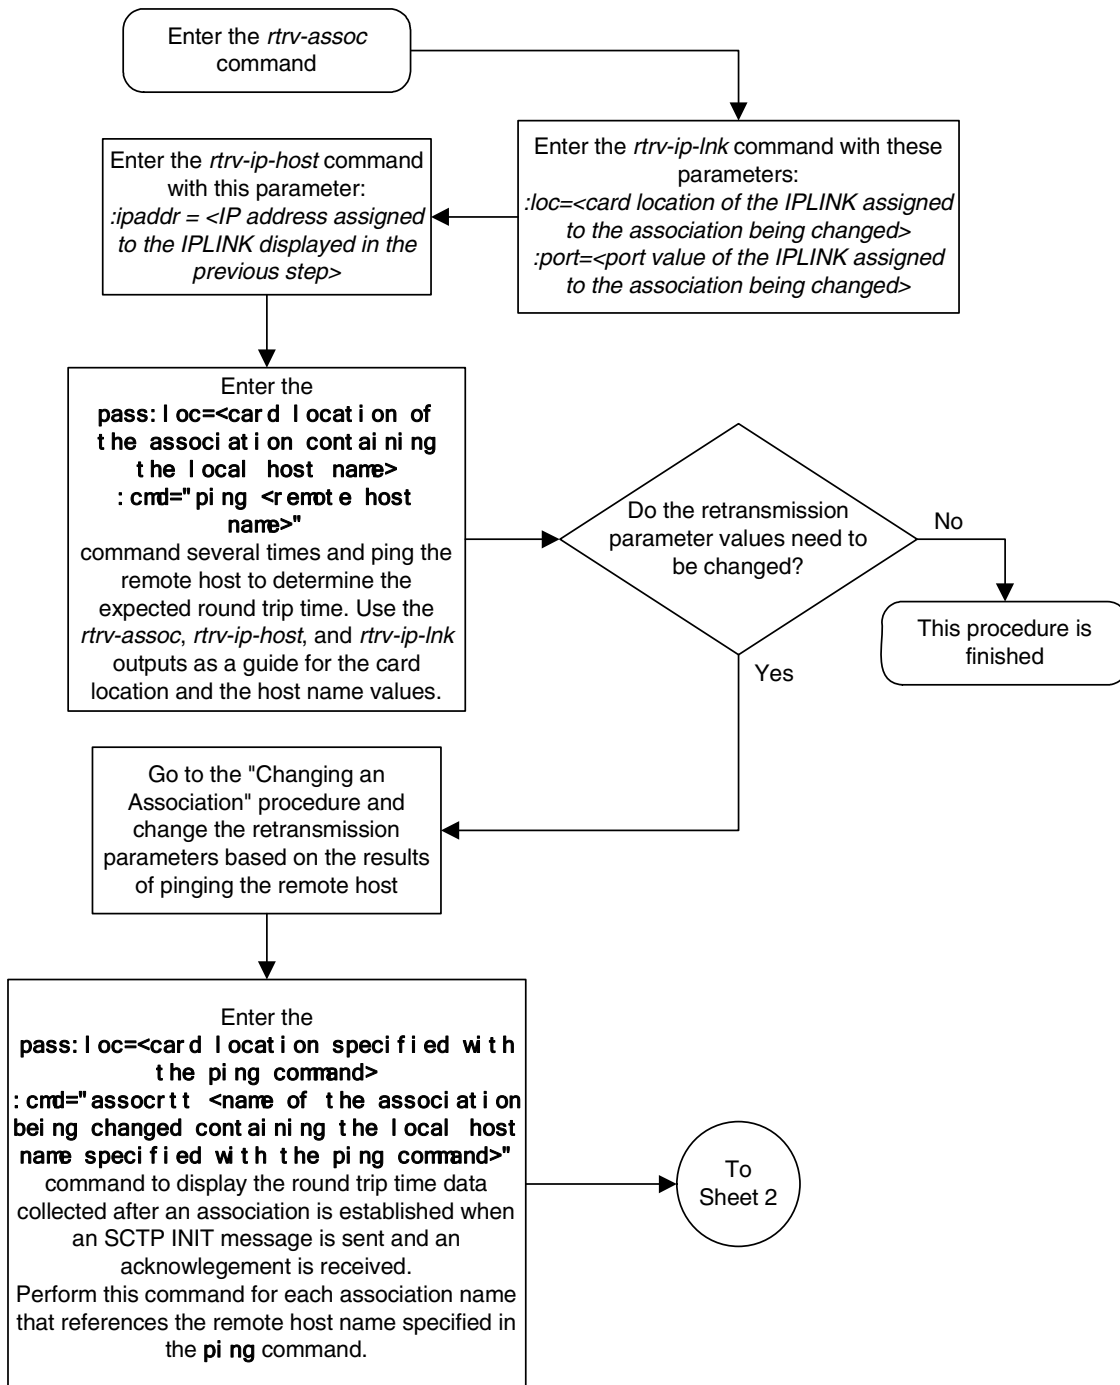 Enter the rtrv-assoc
command
Enter the rtrv-ip-lnk command with these
parameters:
:loc=<card location of the IPLINK assigned
to the association being changed>
:port=<port value of the IPLINK assigned
to the association being changed>
Enter the rtrv-ip-host command
with this parameter:
:ipaddr = <IP address assigned
to the IPLINK displayed in the
previous step>
Enter the
pass:loc=<card location of
the association containing
the local host name>
:cmd="ping <remote host
name>"
command several times and ping the
remote host to determine the
expected round trip time. Use the
rtrv-assoc, rtrv-ip-host, and rtrv-ip-lnk
outputs as a guide for the card
location and the host name values.
Do the retransmission
parameter values need to
be changed?
No
This procedure is
finished
Yes
Go to the "Changing an
Association" procedure and
change the retransmission
parameters based on the results
of pinging the remote host
Enter the
pass:loc=<card location specified with
the ping command>
:cmd="assocrtt <name of the association
being changed containing the local host
name specified with the ping command>"
command to display the round trip time data
collected after an association is established when
an SCTP INIT message is sent and an
acknowlegement is received.
Perform this command for each association name
that references the remote host name specified in
the ping command.
To
Sheet 2